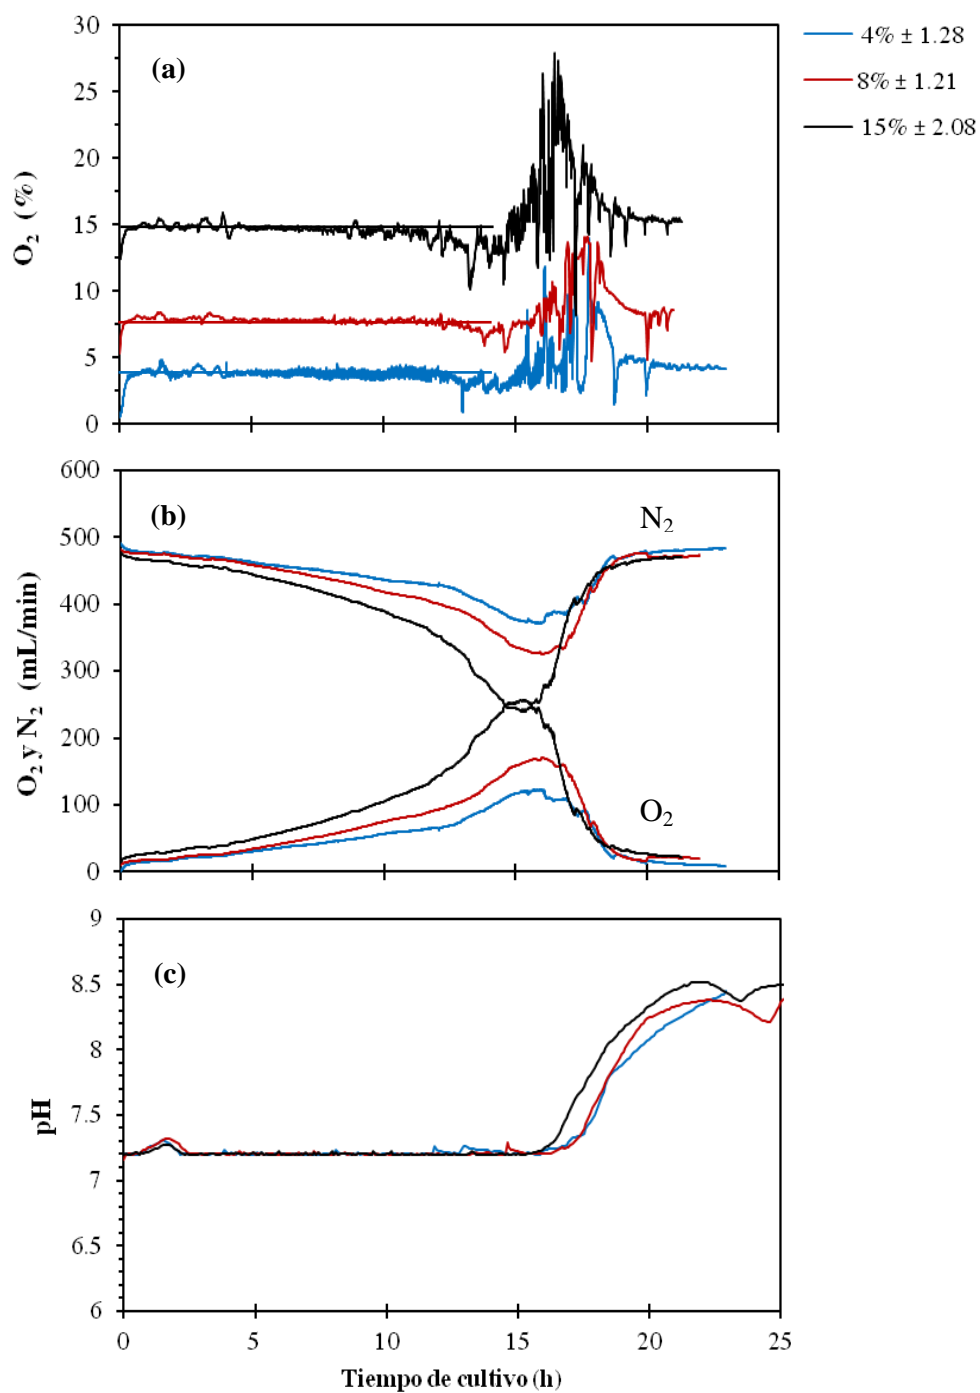 30
25
20
15
10
5
0
O₂ (%)
(a)
4% ± 1.28
8% ± 1.21
15% ± 2.08
600
500
400
300
200
100
0
O₂ y N₂ (mL/min)
(b)
N₂
O₂
9
8.5
8
7.5
7
6.5
6
pH
(c)
0 5 10 15 20 25
Tiempo de cultivo (h)